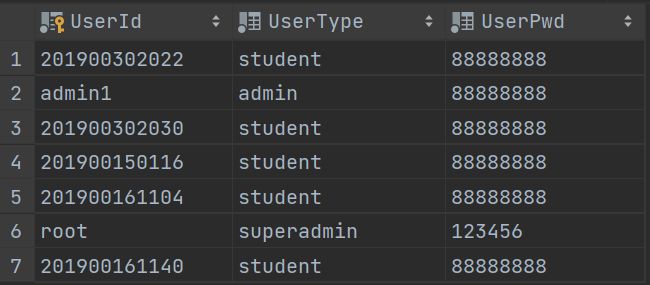 UserId UserType UserPwd
1 201900302022 student 88888888
2 admin1 admin 88888888
3 201900302030 student 88888888
4 201900150116 student 88888888
5 201900161104 student 88888888
6 root superadmin 123456
7 201900161140 student 88888888